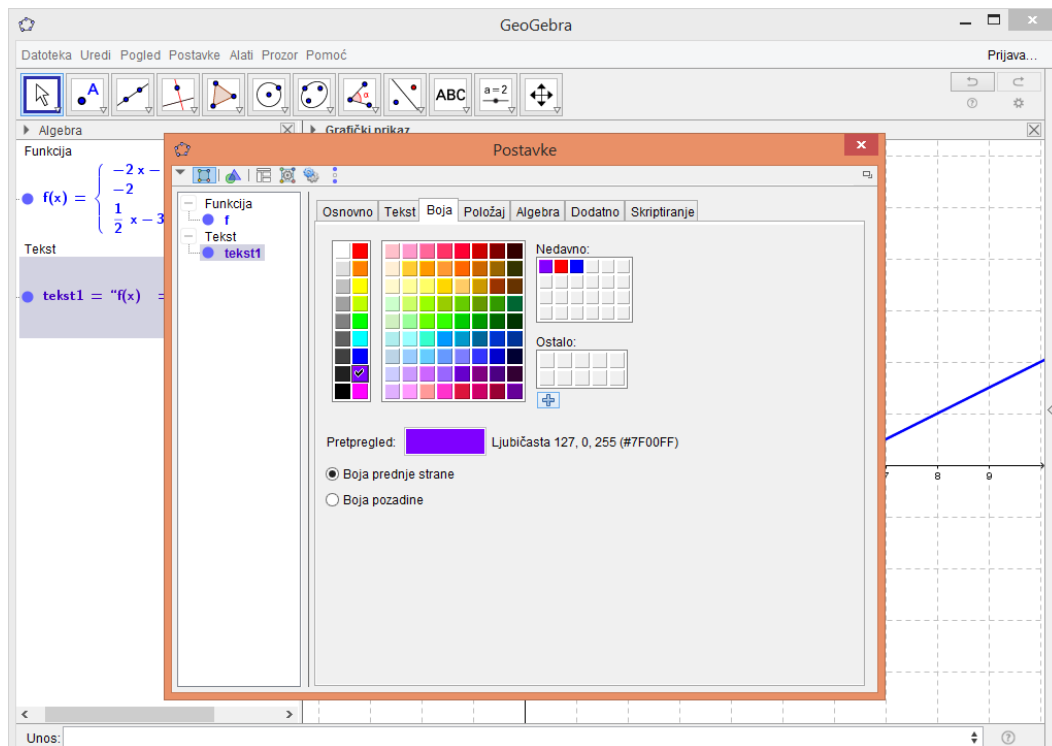 GeoGebra
Datoteka Uredi Pogled Postavke Alati Prozor Pomoć
Prijava...
A
α
ABC
a=2
Algebra
Grafički prikaz
Funkcija
f(x) =
−2 x −
−2
1
2
x − 3
Tekst
tekst1 = “f(x) =
Postavke
Funkcija
f
Tekst
tekst1
Osnovno Tekst Boja Položaj Algebra Dodatno Skriptiranje
Nedavno:
Ostalo:
Pretpregled:
Ljubičasta 127, 0, 255 (#7F00FF)
Boja prednje strane
Boja pozadine
7 8 9
Unos: